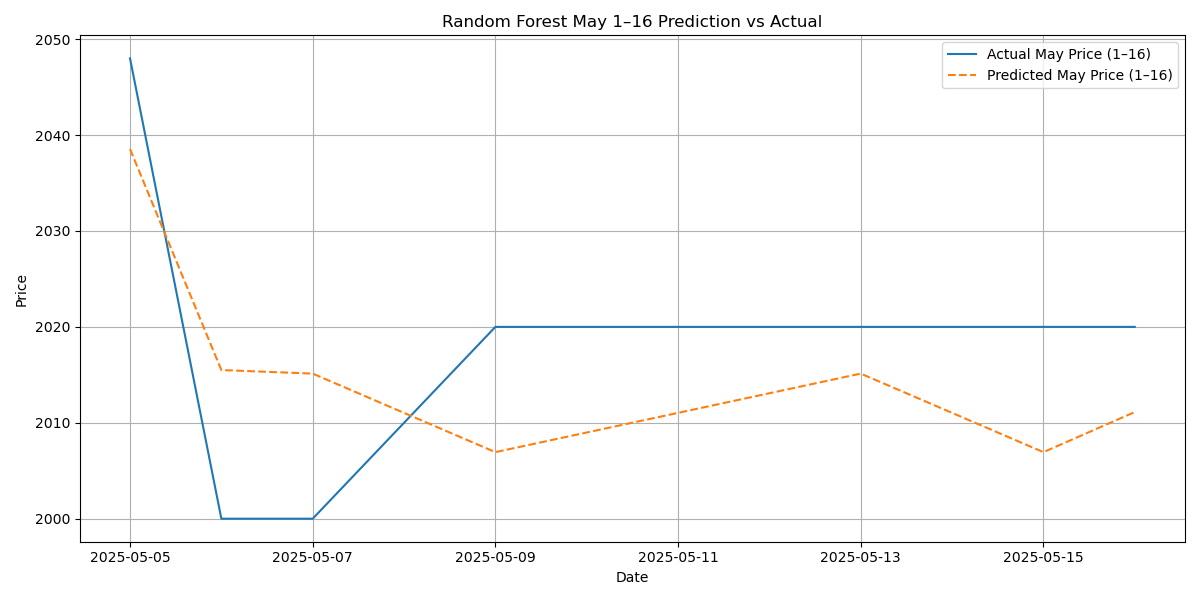 Random Forest May 1–16 Prediction vs Actual
Actual May Price (1–16)
Predicted May Price (1–16)
Price
2050
2040
2030
2020
2010
2000
2025-05-05
2025-05-07
2025-05-09
2025-05-11
2025-05-13
2025-05-15
Date